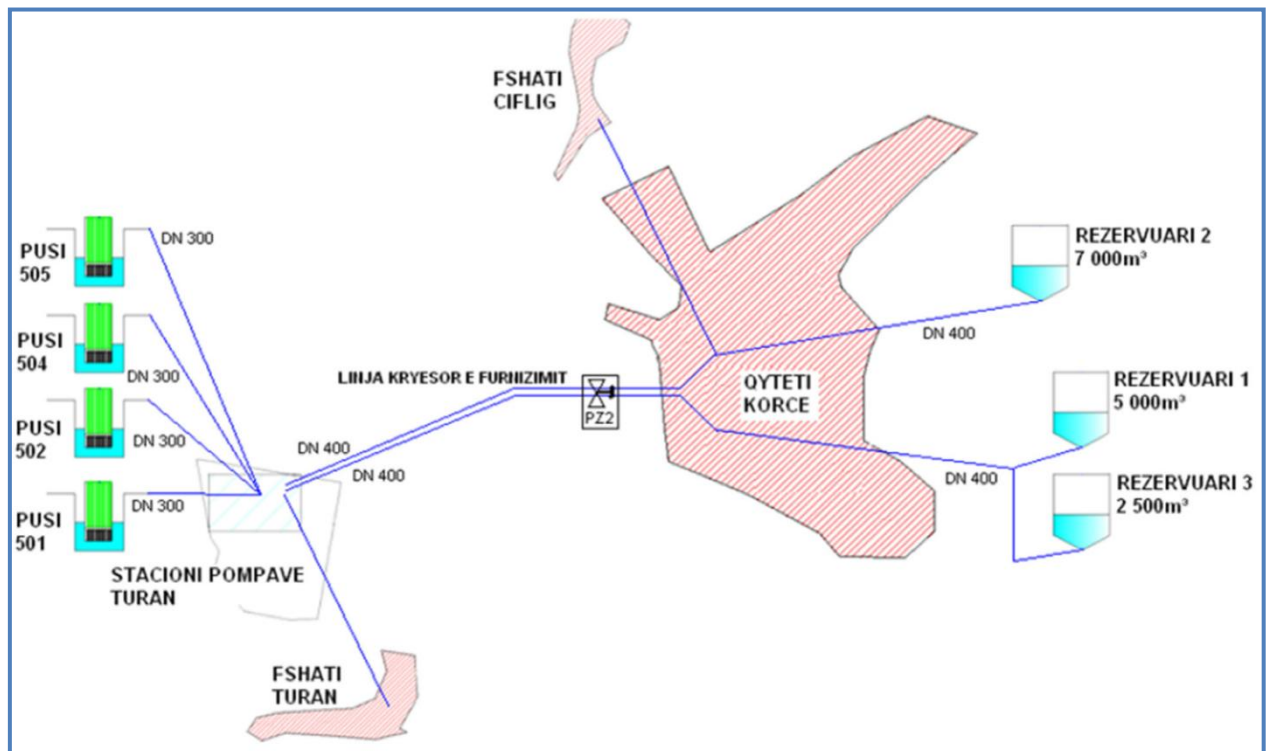 FSHATI
CIFLIG
PUSI
505
DN 300
REZERVUARI 2
7 000m³
PUSI
504
DN 300
DN 400
LINJA KRYESOR E FURNIZIMIT
PZ2
QYTETI
KORCE
REZERVUARI 1
5 000m³
PUSI
502
DN 300
DN 400
DN 400
DN 400
REZERVUARI 3
2 500m³
PUSI
501
DN 300
STACIONI POMPAVE
TURAN
FSHATI
TURAN